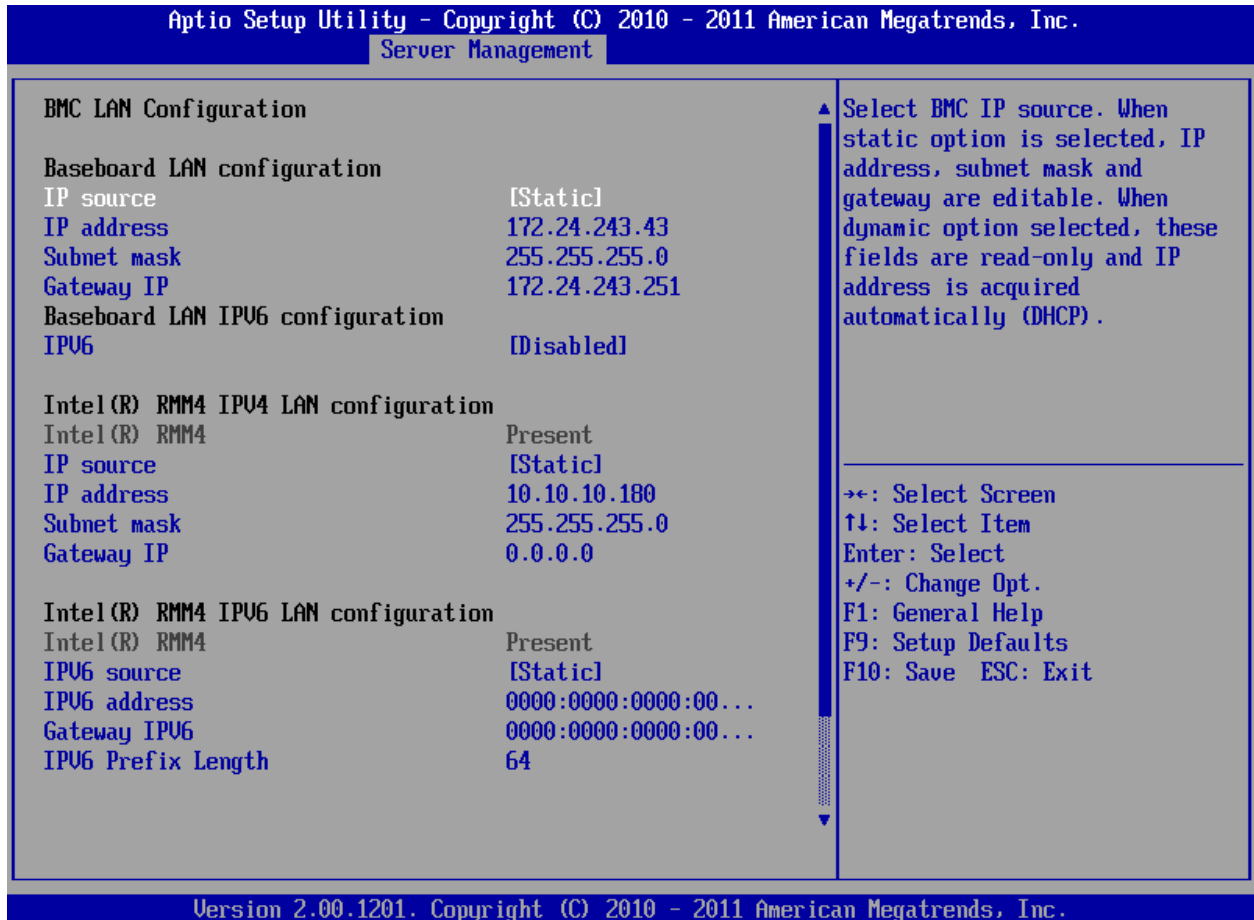 Aptio Setup Utility - Copyright (C) 2010 - 2011 American Megatrends, Inc.
Server Management
BMC LAN Configuration
Baseboard LAN configuration
IP source [Static]
IP address 172.24.243.43
Subnet mask 255.255.255.0
Gateway IP 172.24.243.251
Baseboard LAN IPV6 configuration
IPV6 [Disabled]
Intel(R) RMM4 IPV4 LAN configuration
Intel(R) RMM4 Present
IP source [Static]
IP address 10.10.10.180
Subnet mask 255.255.255.0
Gateway IP 0.0.0.0
Intel(R) RMM4 IPV6 LAN configuration
Intel(R) RMM4 Present
IPV6 source [Static]
IPV6 address 0000:0000:0000:00...
Gateway IPV6 0000:0000:0000:00...
IPV6 Prefix Length 64
Select BMC IP source. When
static option is selected, IP
address, subnet mask and
gateway are editable. When
dynamic option selected, these
fields are read-only and IP
address is acquired
automatically (DHCP).
→←: Select Screen
↑↓: Select Item
Enter: Select
+/-: Change Opt.
F1: General Help
F9: Setup Defaults
F10: Save ESC: Exit
Version 2.00.1201. Copyright (C) 2010 - 2011 American Megatrends, Inc.